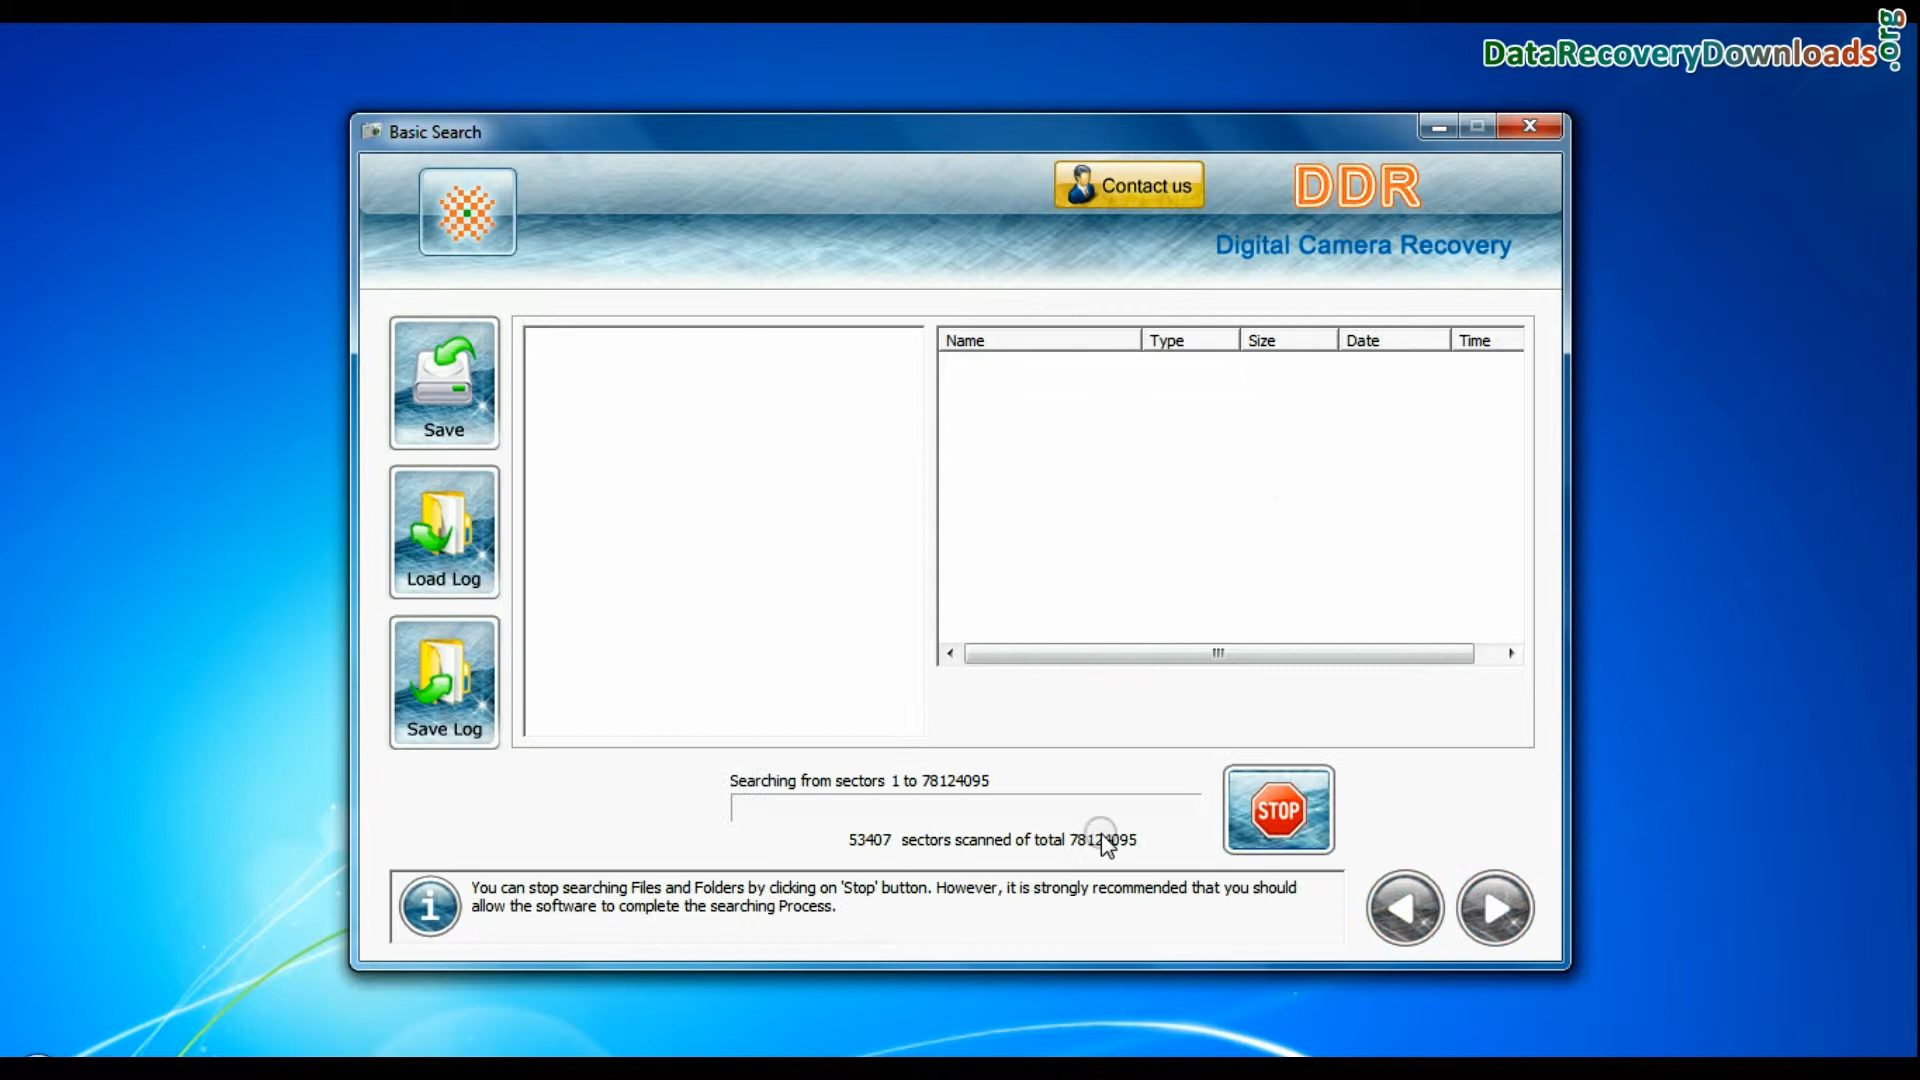 DataRecoveryDownloads.org
Basic Search
Contact us
DDR
Digital Camera Recovery
Save
Load Log
Save Log
Name Type Size Date Time
Searching from sectors 1 to 78124095
53407 sectors scanned of total 78124095
STOP
You can stop searching Files and Folders by clicking on 'Stop' button. However, it is strongly recommended that you should
allow the software to complete the searching Process.